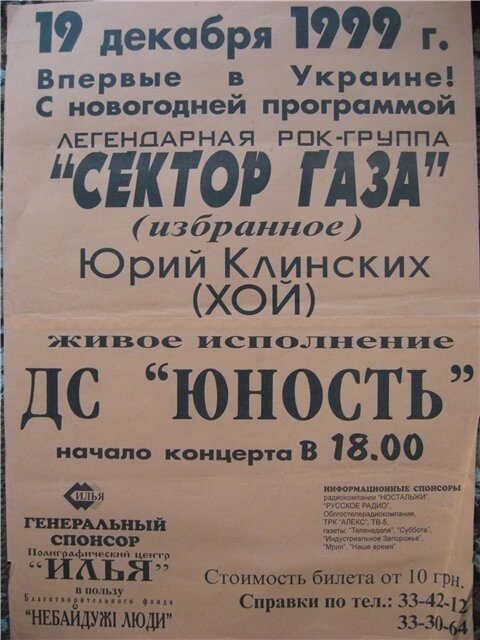 19 декабря 1999 г.
Впервые в Украине!
С новогодней программой
ЛЕГЕНДАРНАЯ РОК-ГРУППА
"СЕКТОР ГАЗА"
(избранное)
Юрий Клинских
(ХОЙ)
живое исполнение
ДС "ЮНОСТЬ"
начало концерта В 18.00
ИЛЬЯ
ГЕНЕРАЛЬНЫЙ
СПОНСОР
Полиграфический центр
"ИЛЬЯ"
в пользу
Благотворительного фонда
"НЕБАЙДУЖІ ЛЮДИ"
ИНФОРМАЦИОННЫЕ СПОНСОРЫ
радиокомпании "НОСТАЛЬЖИ",
"РУССКОЕ РАДИО",
Облгостелерадиокомпания,
ТРК "АЛЕКС", ТВ-5,
газеты: "Теленеделя", "Суббота",
"Индустриальное Запорожье",
"Мрия", "Наше время"
Стоимость билета от 10 грн.
Справки по тел.: 33-42-12
33-30-64